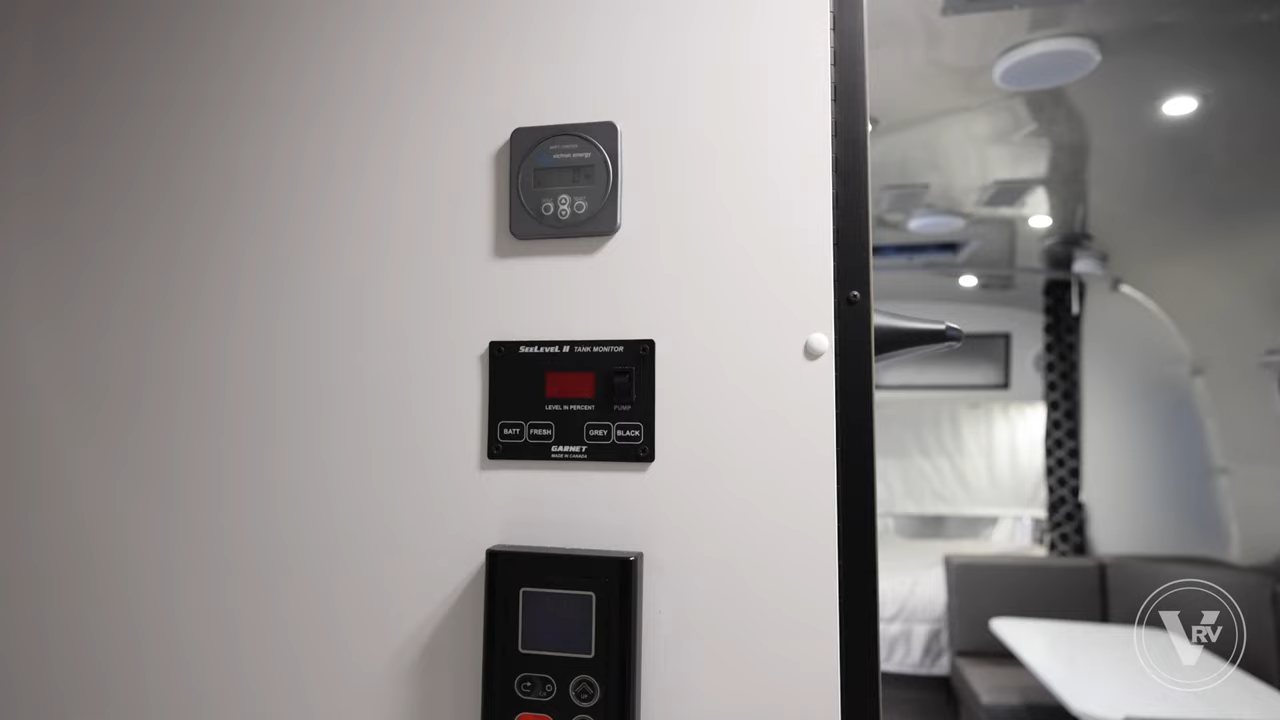 victron energy
SEELEVEL II TANK MONITOR
LEVEL IN PERCENT
PUMP
BATT
FRESH
GREY
BLACK
GARNET
MADE IN CANADA
V RV